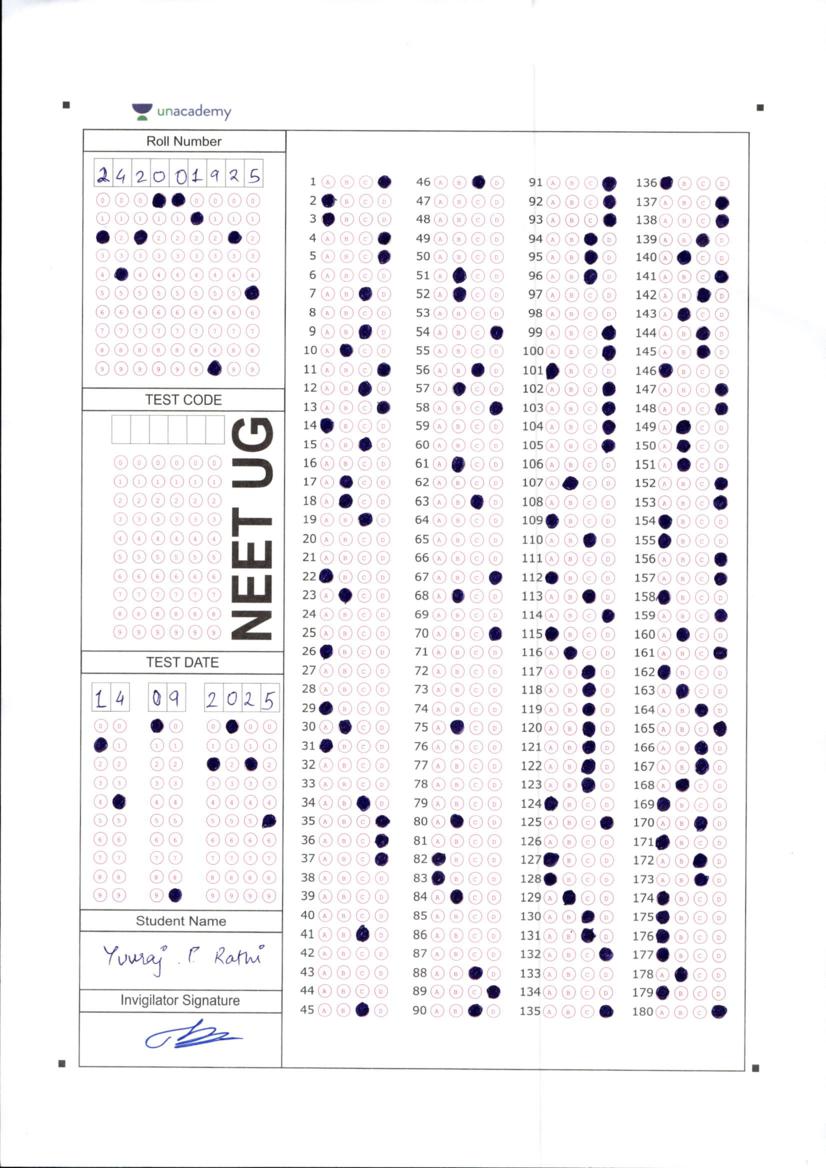 unacademy
Roll Number
2 4 2 0 0 1 9 2 5
TEST CODE
NEET UG
TEST DATE
14 09 2025
Student Name
Yuvraj . P Rathi
Invigilator Signature
1 46 91 136
2 47 92 137
3 48 93 138
4 49 94 139
5 50 95 140
6 51 96 141
7 52 97 142
8 53 98 143
9 54 99 144
10 55 100 145
11 56 101 146
12 57 102 147
13 58 103 148
14 59 104 149
15 60 105 150
16 61 106 151
17 62 107 152
18 63 108 153
19 64 109 154
20 65 110 155
21 66 111 156
22 67 112 157
23 68 113 158
24 69 114 159
25 70 115 160
26 71 116 161
27 72 117 162
28 73 118 163
29 74 119 164
30 75 120 165
31 76 121 166
32 77 122 167
33 78 123 168
34 79 124 169
35 80 125 170
36 81 126 171
37 82 127 172
38 83 128 173
39 84 129 174
40 85 130 175
41 86 131 176
42 87 132 177
43 88 133 178
44 89 134 179
45 90 135 180